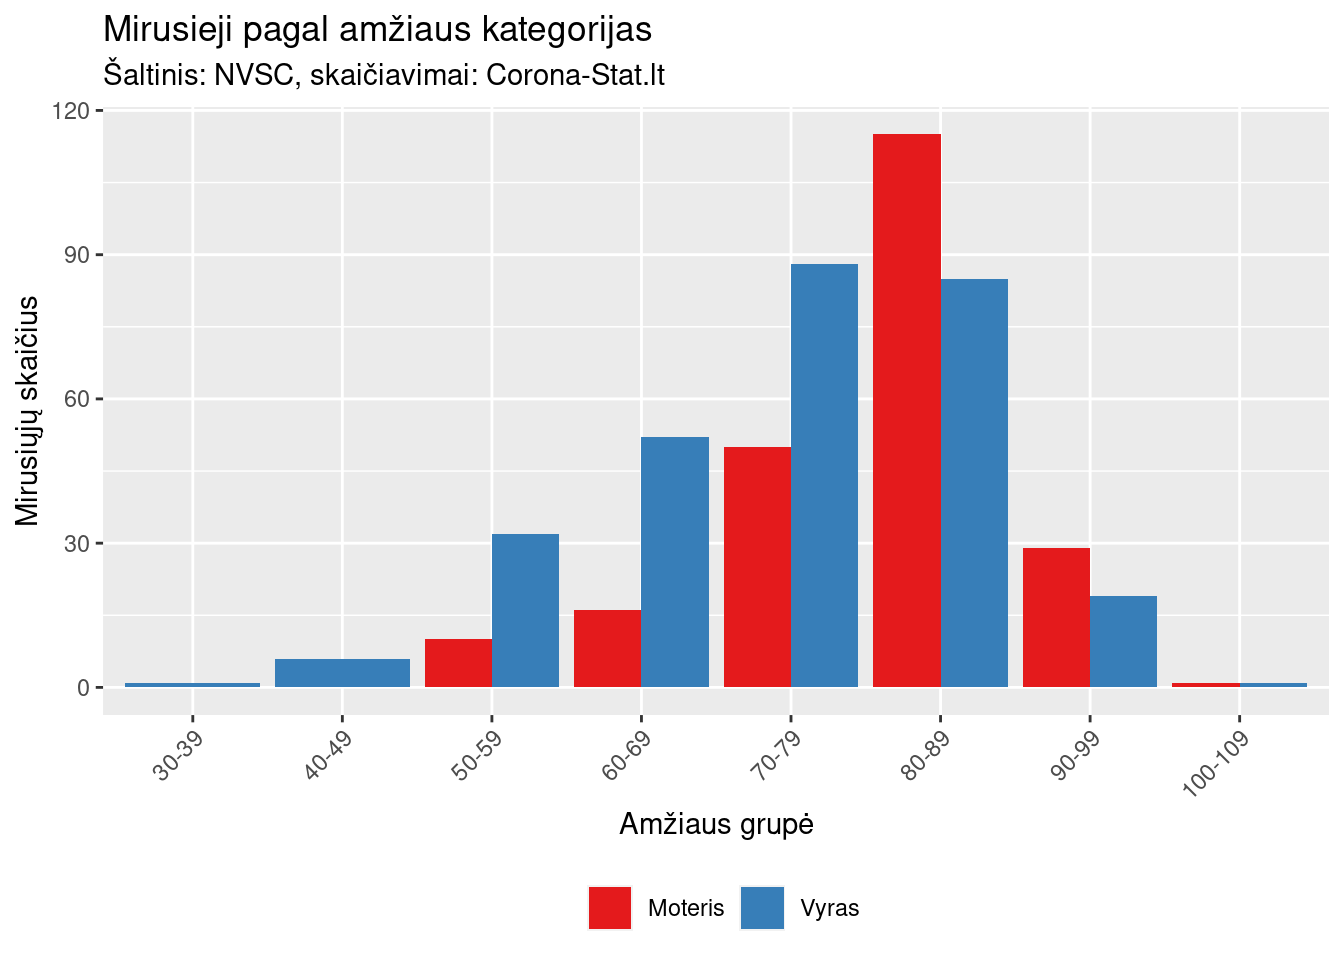 Mirusieji pagal amžiaus kategorijas
Šaltinis: NVSC, skaičiavimai: Corona-Stat.lt
Mirusiųjų skaičius
120
90
60
30
0
30-39
40-49
50-59
60-69
70-79
80-89
90-99
100-109
Amžiaus grupė
Moteris
Vyras